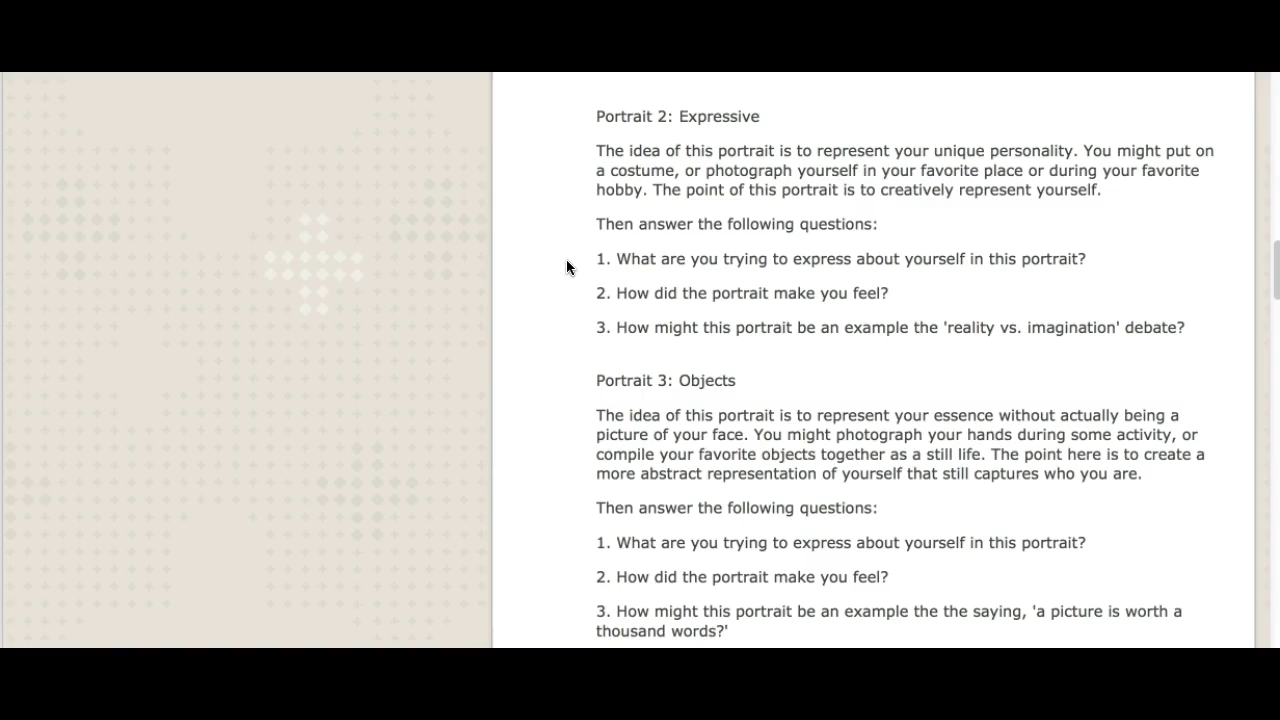 Portrait 2: Expressive
The idea of this portrait is to represent your unique personality. You might put on
a costume, or photograph yourself in your favorite place or during your favorite
hobby. The point of this portrait is to creatively represent yourself.
Then answer the following questions:
1. What are you trying to express about yourself in this portrait?
2. How did the portrait make you feel?
3. How might this portrait be an example the 'reality vs. imagination' debate?
Portrait 3: Objects
The idea of this portrait is to represent your essence without actually being a
picture of your face. You might photograph your hands during some activity, or
compile your favorite objects together as a still life. The point here is to create a
more abstract representation of yourself that still captures who you are.
Then answer the following questions:
1. What are you trying to express about yourself in this portrait?
2. How did the portrait make you feel?
3. How might this portrait be an example the the saying, 'a picture is worth a
thousand words?'